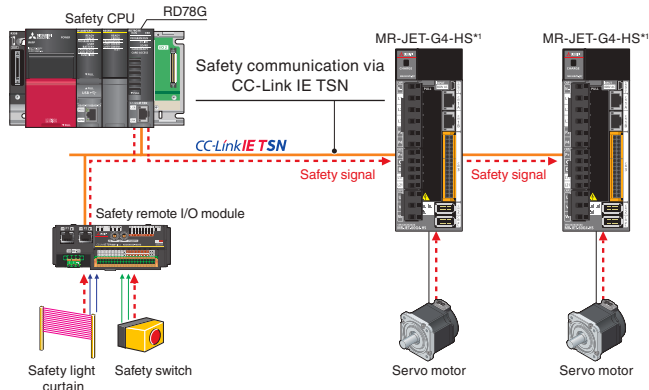 Safety CPU
RD78G
MR-JET-G4-HS*1
MR-JET-G4-HS*1
Safety communication via
CC-Link IE TSN
CC-Link IE TSN
Safety signal
Safety signal
Safety remote I/O module
Safety light
curtain
Safety switch
Servo motor
Servo motor